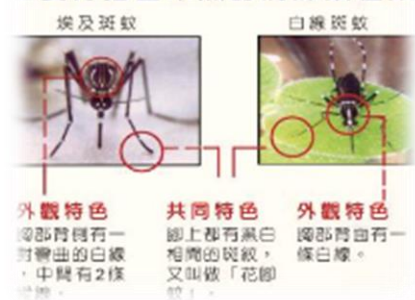 埃及斑蚊
白線斑蚊
外觀特色
胸部背側有一
對彎曲的白線
，中間有2條
共同特色
腳上都有黑白
相間的斑紋，
又叫做「花腳
蚊」。
外觀特色
胸部背面有一
條白線。